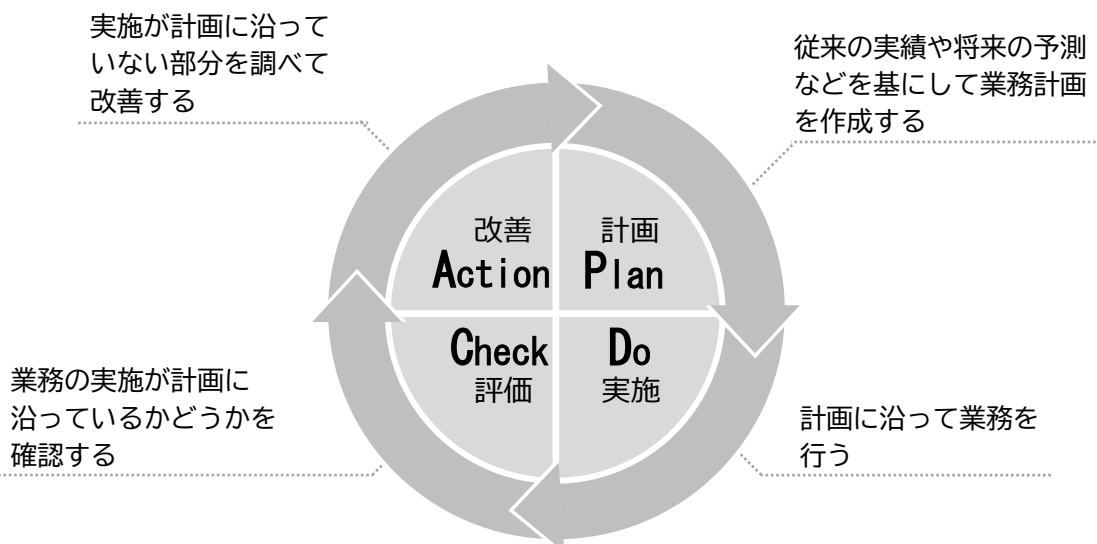 実施が計画に沿って
いない部分を調べて
改善する
従来の実績や将来の予測
などを基にして業務計画
を作成する
改善
Action
計画
Plan
Check
評価
Do
実施
業務の実施が計画に
沿っているかどうかを
確認する
計画に沿って業務を
行う